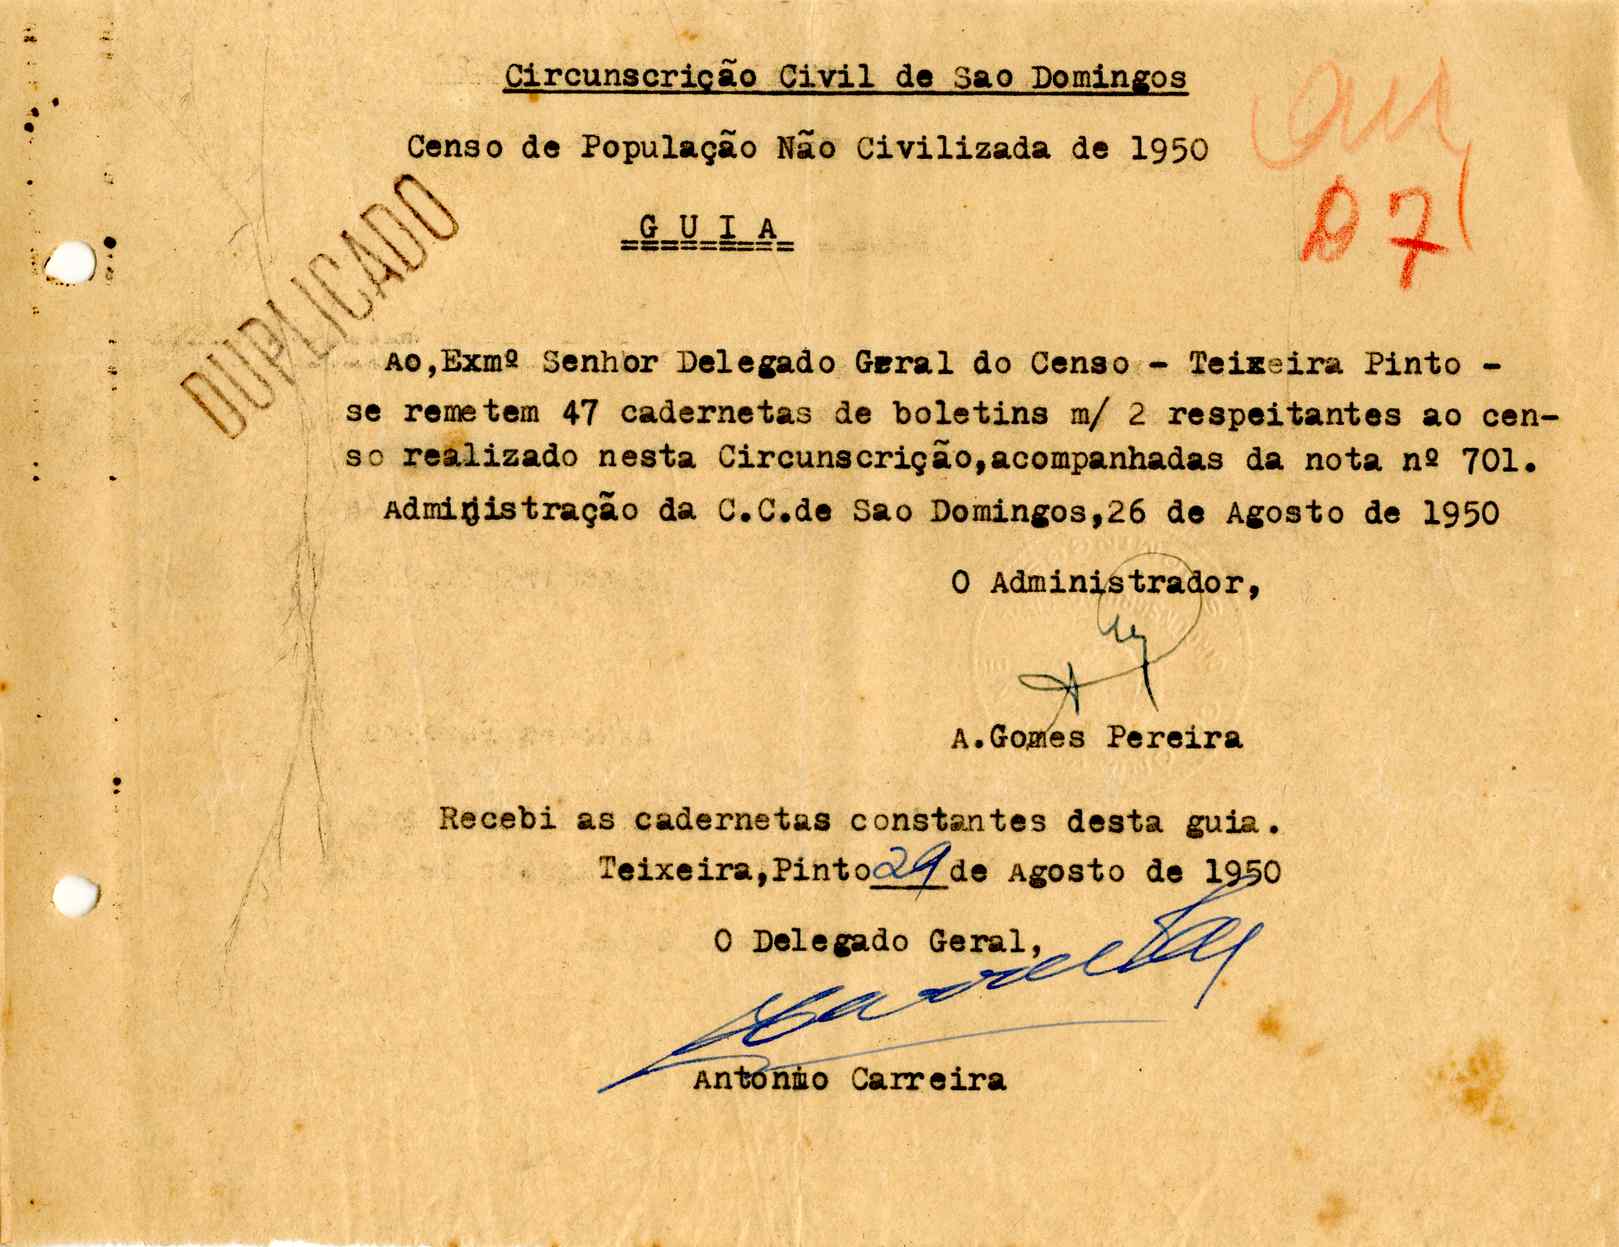 Circunscrição Civil de Sao Domingos
Censo de População Não Civilizada de 1950
G U I A
DUPLICADO
D 7
Ao,Exmº Senhor Delegado Geral do Censo - Teixeira Pinto -
se remetem 47 cadernetas de boletins m/ 2 respeitantes ao cen-
so realizado nesta Circunscrição,acompanhadas da nota nº 701.
Administração da C.C.de Sao Domingos,26 de Agosto de 1950
O Administrador,
A.Gomes Pereira
Recebi as cadernetas constantes desta guia.
Teixeira,Pinto 29 de Agosto de 1950
O Delegado Geral,
Antonio Carreira